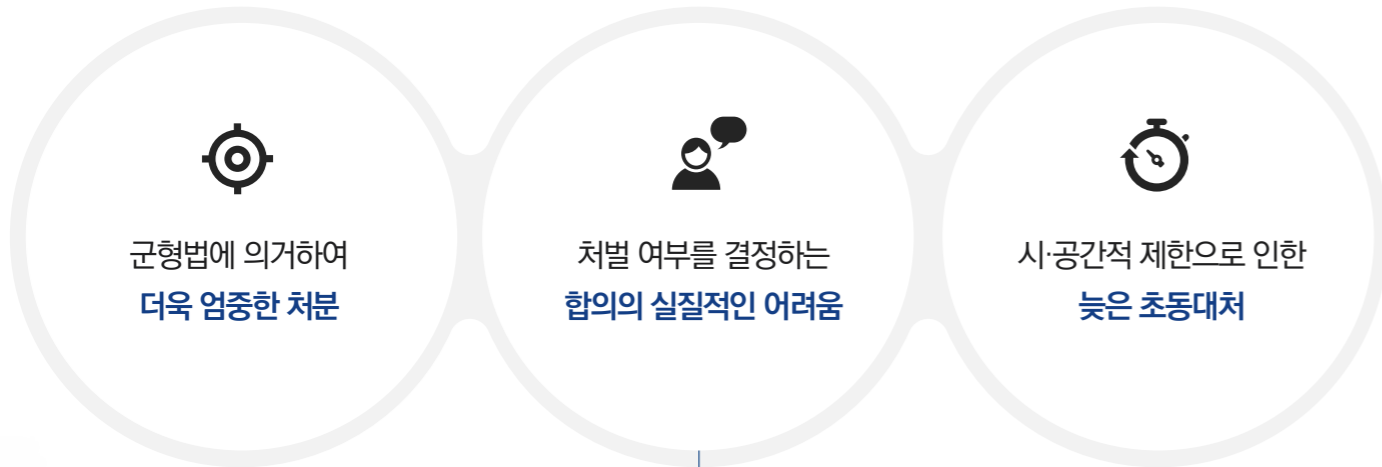 군형법에 의거하여
더욱 엄중한 처분
처벌 여부를 결정하는
합의의 실질적인 어려움
시·공간적 제한으로 인한
늦은 초동대처